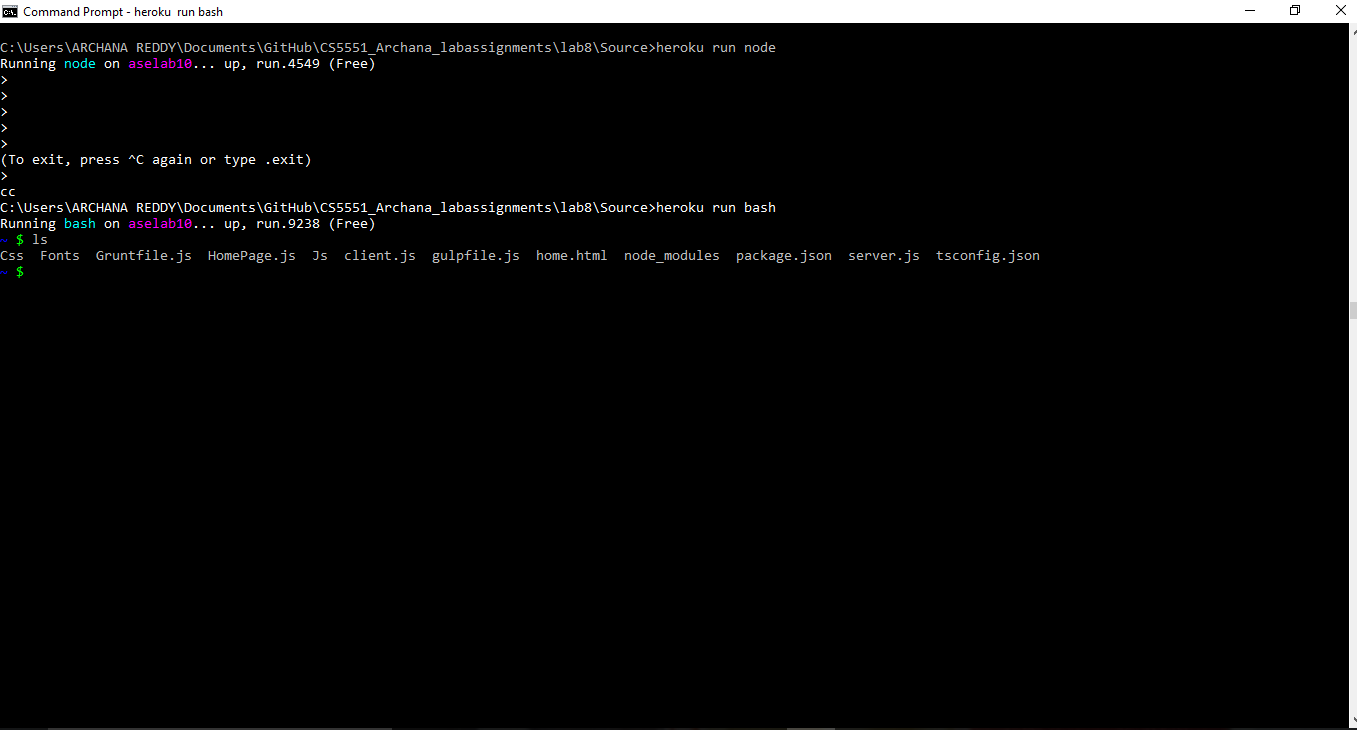 Command Prompt - heroku  run bash
C:\Users\ARCHANA REDDY\Documents\GitHub\CS5551_Archana_labassignments\lab8\Source>heroku run node
Running node on aselab10... up, run.4549 (Free)
>
>
>
>
>
(To exit, press ^C again or type .exit)
>
cc
C:\Users\ARCHANA REDDY\Documents\GitHub\CS5551_Archana_labassignments\lab8\Source>heroku run bash
Running bash on aselab10... up, run.9238 (Free)
~ $ ls
Css  Fonts  Gruntfile.js  HomePage.js  Js  client.js  gulpfile.js  home.html  node_modules  package.json  server.js  tsconfig.json
~ $